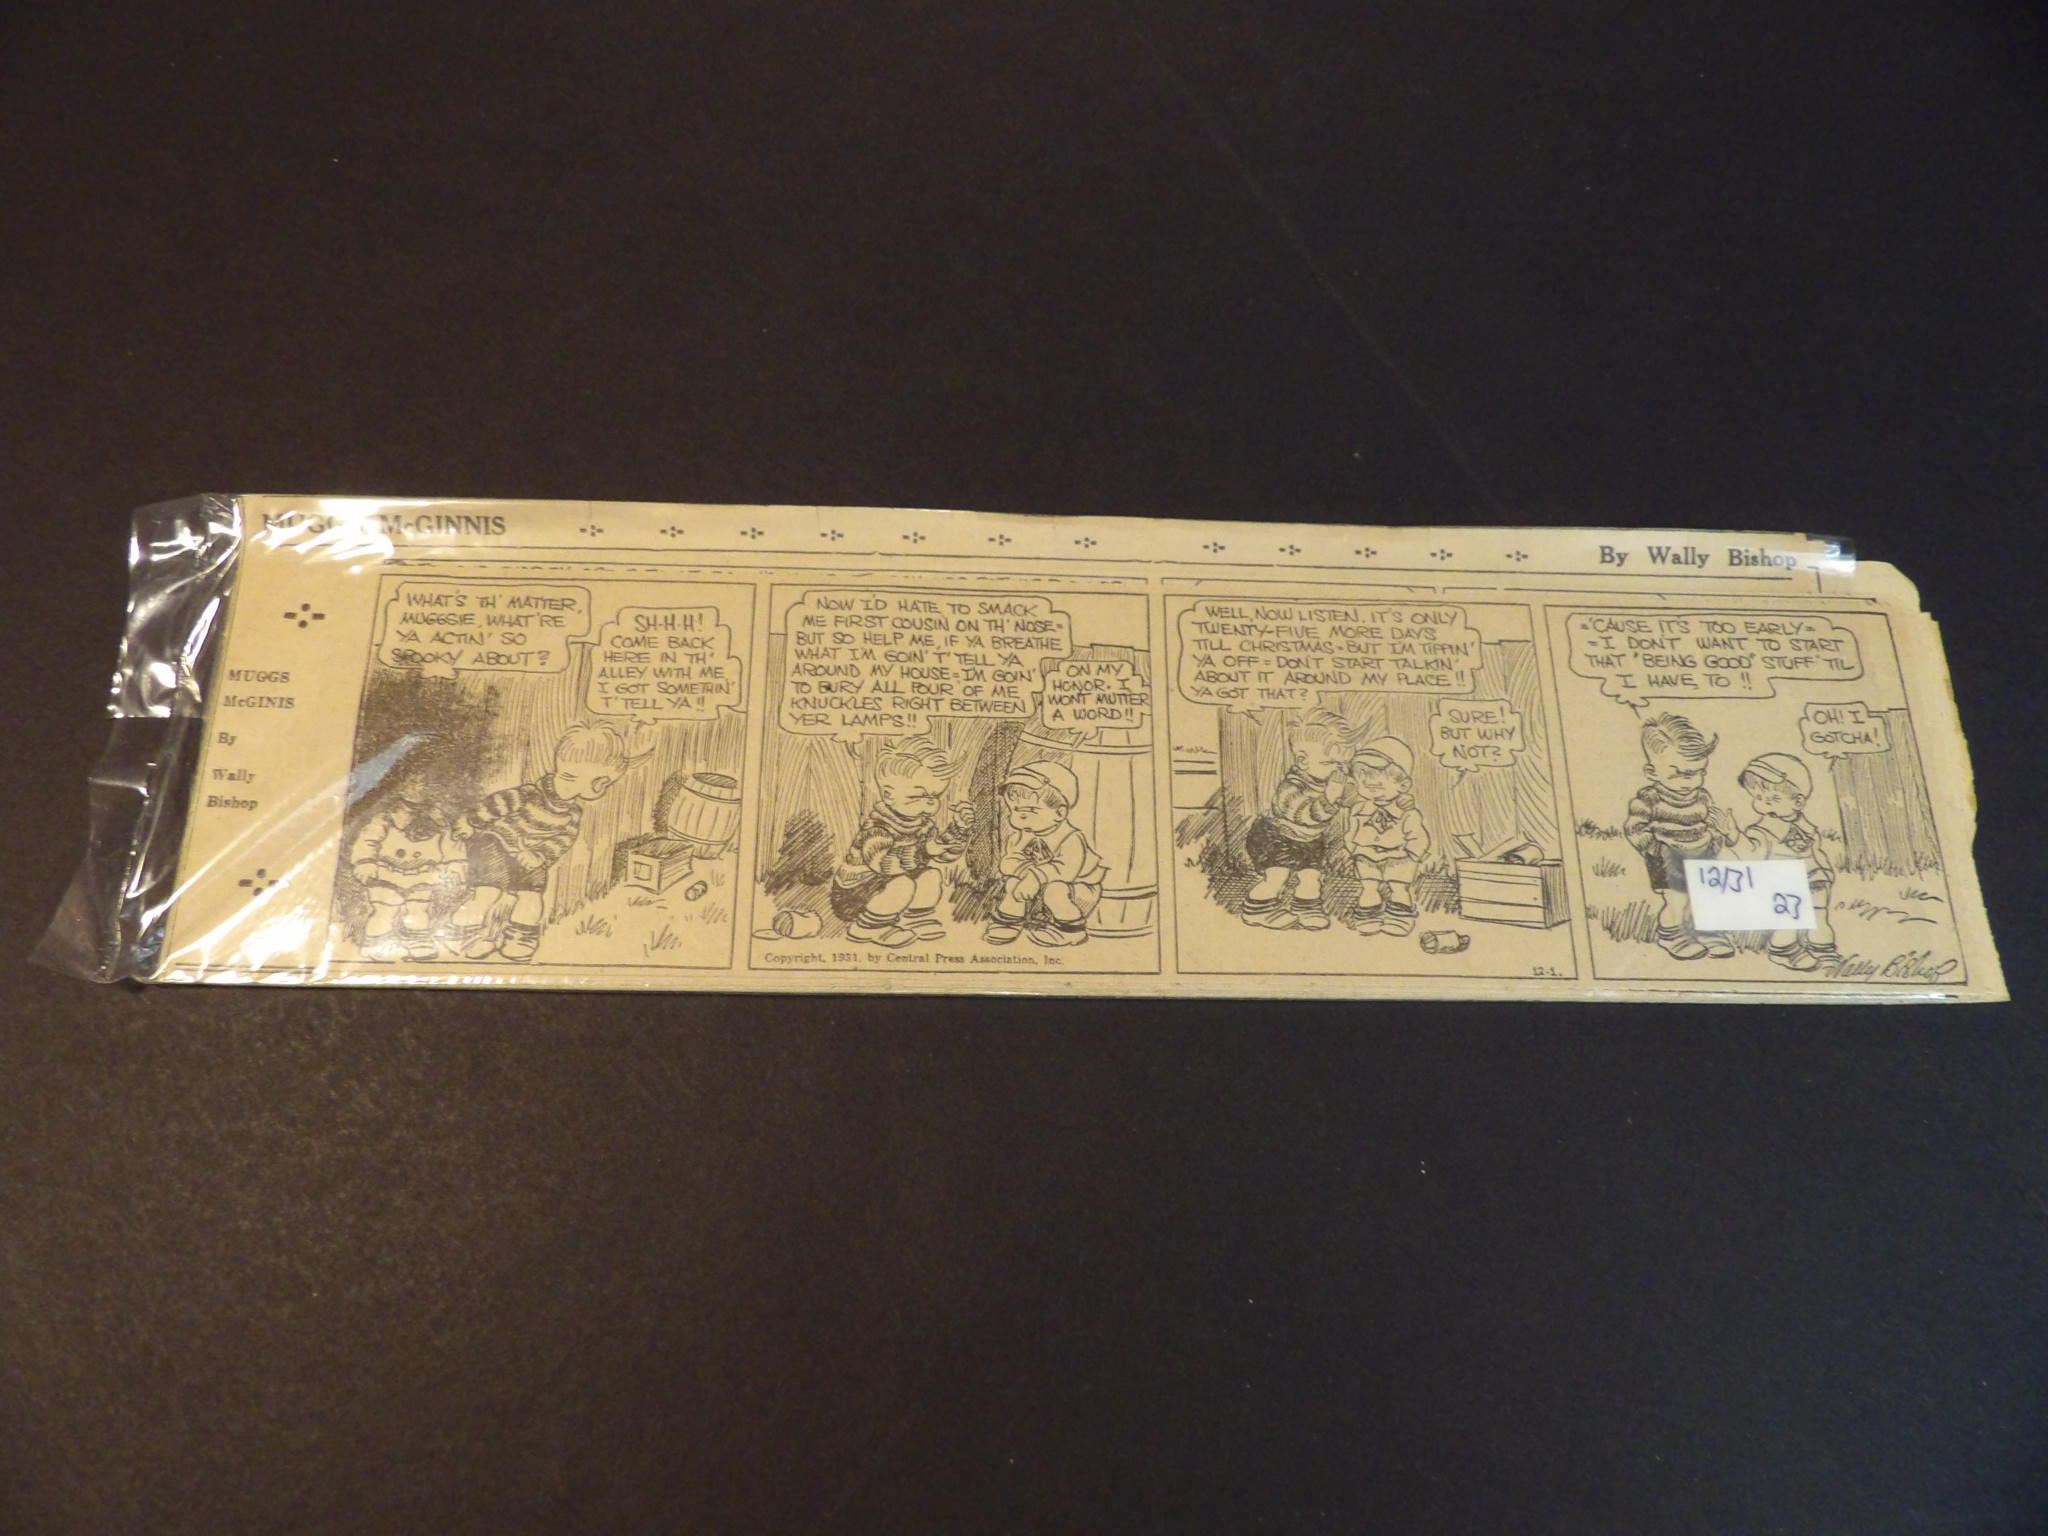 McGINNIS
By Wally Bishop
MUGGS
McGINIS
By
Wally
Bishop
WHAT'S TH' MATTER,
MUGGSIE, WHAT'RE
YA ACTIN' SO
SPOOKY ABOUT?
SH-H-H!
COME BACK
HERE IN TH'
ALLEY WITH ME
I GOT SOMETHIN'
T' TELL YA!!
NOW I'D HATE TO SMACK
ME FIRST COUSIN ON TH' NOSE=
BUT SO HELP ME, IF YA BREATHE
WHAT I'M GOIN' 'T' TELL YA
AROUND MY HOUSE=I'M GOIN'
TO BURY ALL POUR OF ME
KNUCKLES RIGHT BETWEEN
YER LAMPS!!
ON MY
HONOR. I
WONT MUTTER
A WORD!!
Copyright, 1931, by Central Press Association, Inc.
WELL, NOW LISTEN. IT'S ONLY
TWENTY-FIVE MORE DAYS
TILL CHRISTMAS=BUT I'M TIPPIN'
YA OFF=DON'T START TALKIN'
ABOUT IT AROUND MY PLACE!!
YA GOT THAT?
SURE!
BUT WHY
NOT?
12-1.
='CAUSE IT'S TOO EARLY=
=I DON'T WANT TO START
THAT "BEING GOOD" STUFF 'TIL
I HAVE TO!!
OH! I
GOTCHA!
12/31
23
Wally Bishop